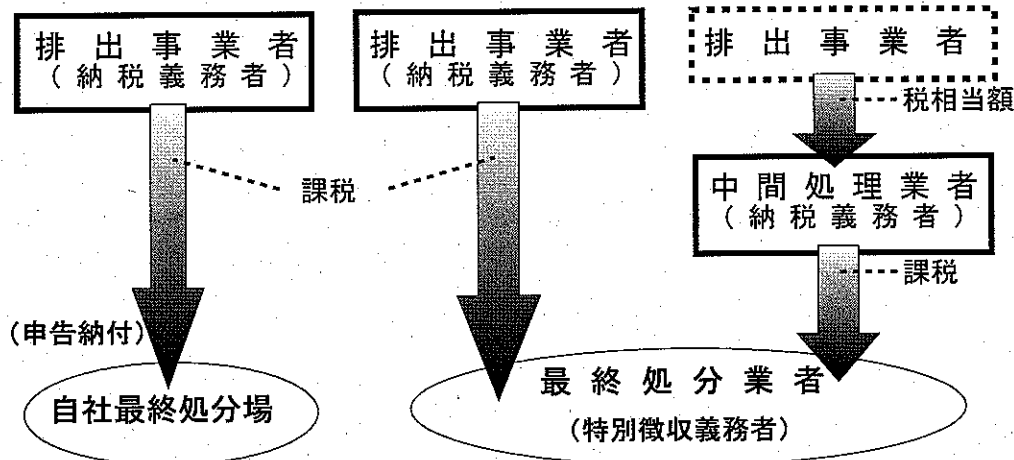 排出事業者
（納税義務者）
排出事業者
（納税義務者）
排出事業者
税相当額
課税
中間処理業者
（納税義務者）
課税
（申告納付）
自社最終処分場
最終処分業者
（特別徴収義務者）